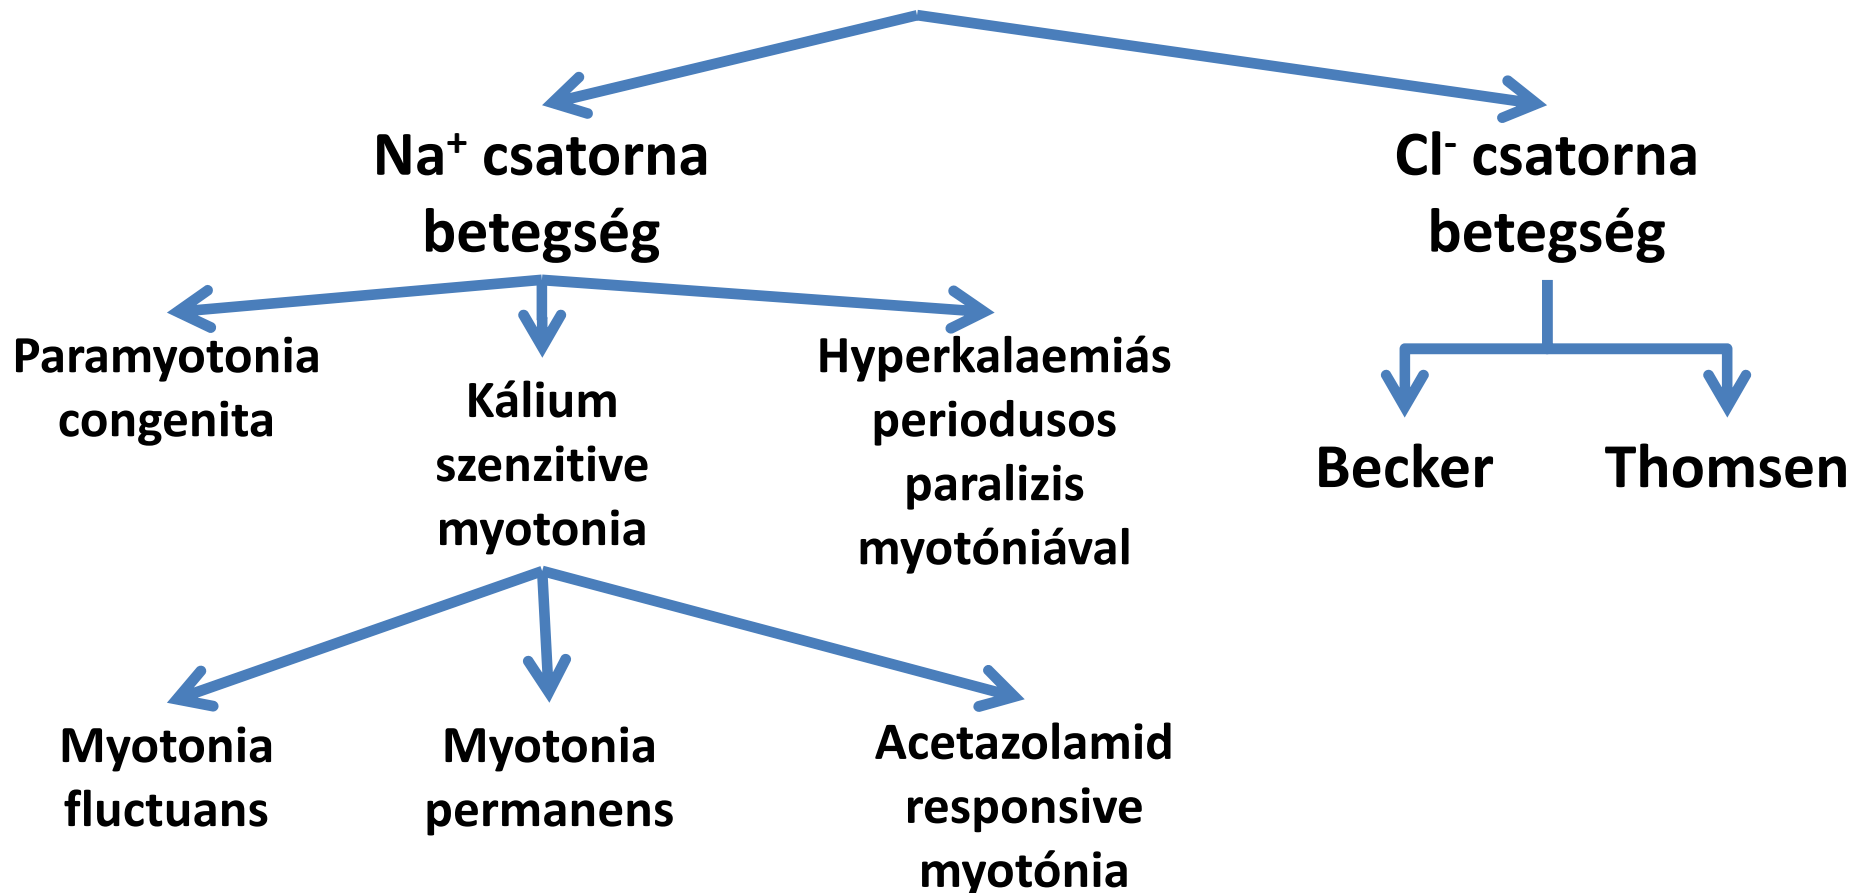 Na⁺ csatorna
betegség
Cl⁻ csatorna
betegség
Paramyotonia
congenita
Kálium
szenzitive
myotonia
Hyperkalaemiás
periodusos
paralizis
myotóniával
Becker
Thomsen
Myotonia
fluctuans
Myotonia
permanens
Acetazolamid
responsive
myotónia